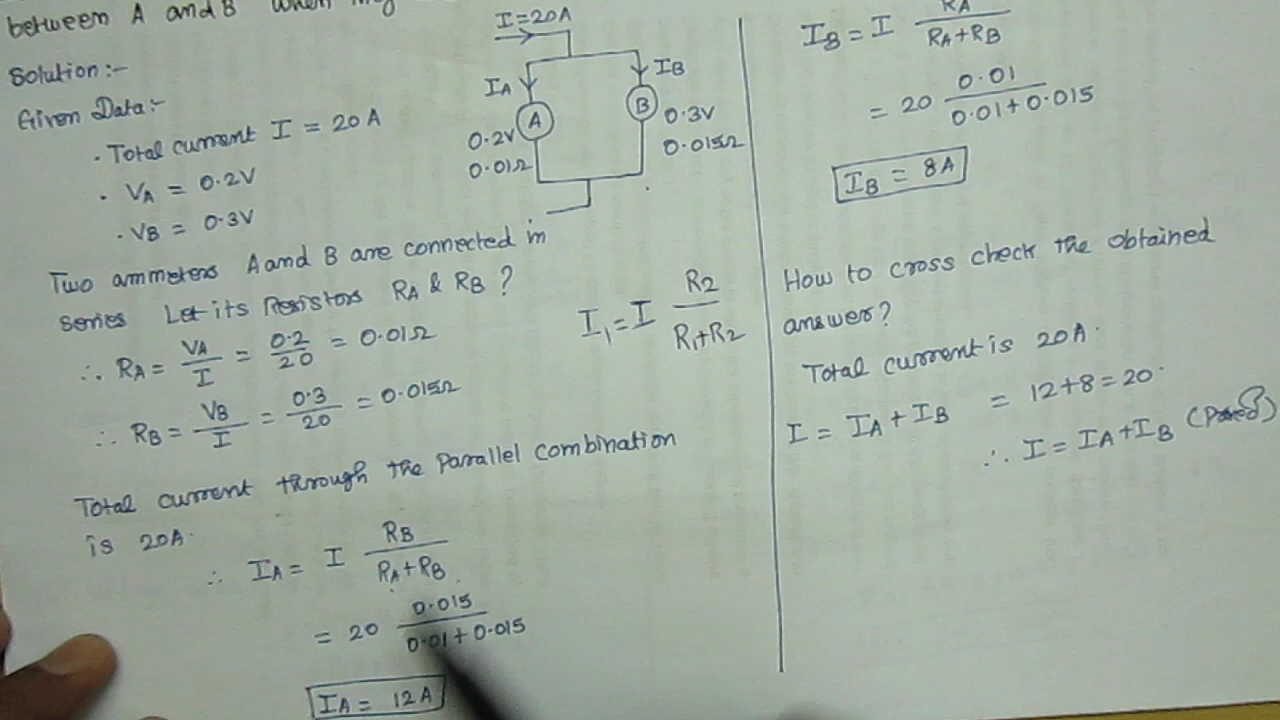 between A and B when
Solution:-
Given Data:-
· Total current I = 20A
· VA = 0.2V
· VB = 0.3V
I=20A
IA
IB
A
B
0.2V
0.01Ω
0.3V
0.015Ω
Two ammeters A and B are connected in
series Let its Resistors RA & RB ?
∴ RA = VA/I = 0.2/20 = 0.01Ω
∴ RB = VB/I = 0.3/20 = 0.015Ω
I1 = I R2/R1+R2
Total current through the Parallel combination
is 20A.
∴ IA = I RB/RA+RB
= 20 0.015/0.01+0.015
IA = 12A
IB = I RA/RA+RB
= 20 0.01/0.01+0.015
IB = 8A
How to cross check the obtained
answer?
Total current is 20A.
I = IA + IB = 12+8 = 20.
∴ I = IA+IB